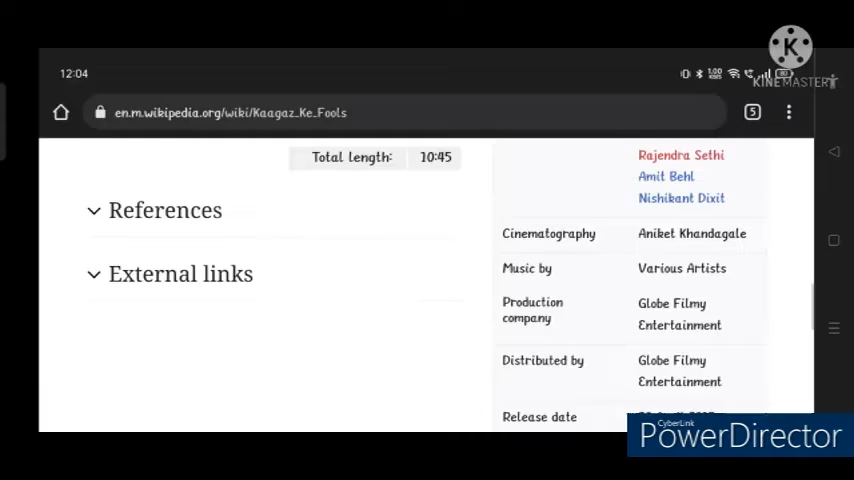 12:04
KINEMASTER
en.m.wikipedia.org/wiki/Kaagaz_Ke_Fools
5
Total length: 10:45
References
External links
Rajendra Sethi
Amit Behl
Nishikant Dixit
Cinematography Aniket Khandagale
Music by Various Artists
Production company Globe Filmy Entertainment
Distributed by Globe Filmy Entertainment
Release date
CyberLink
PowerDirector